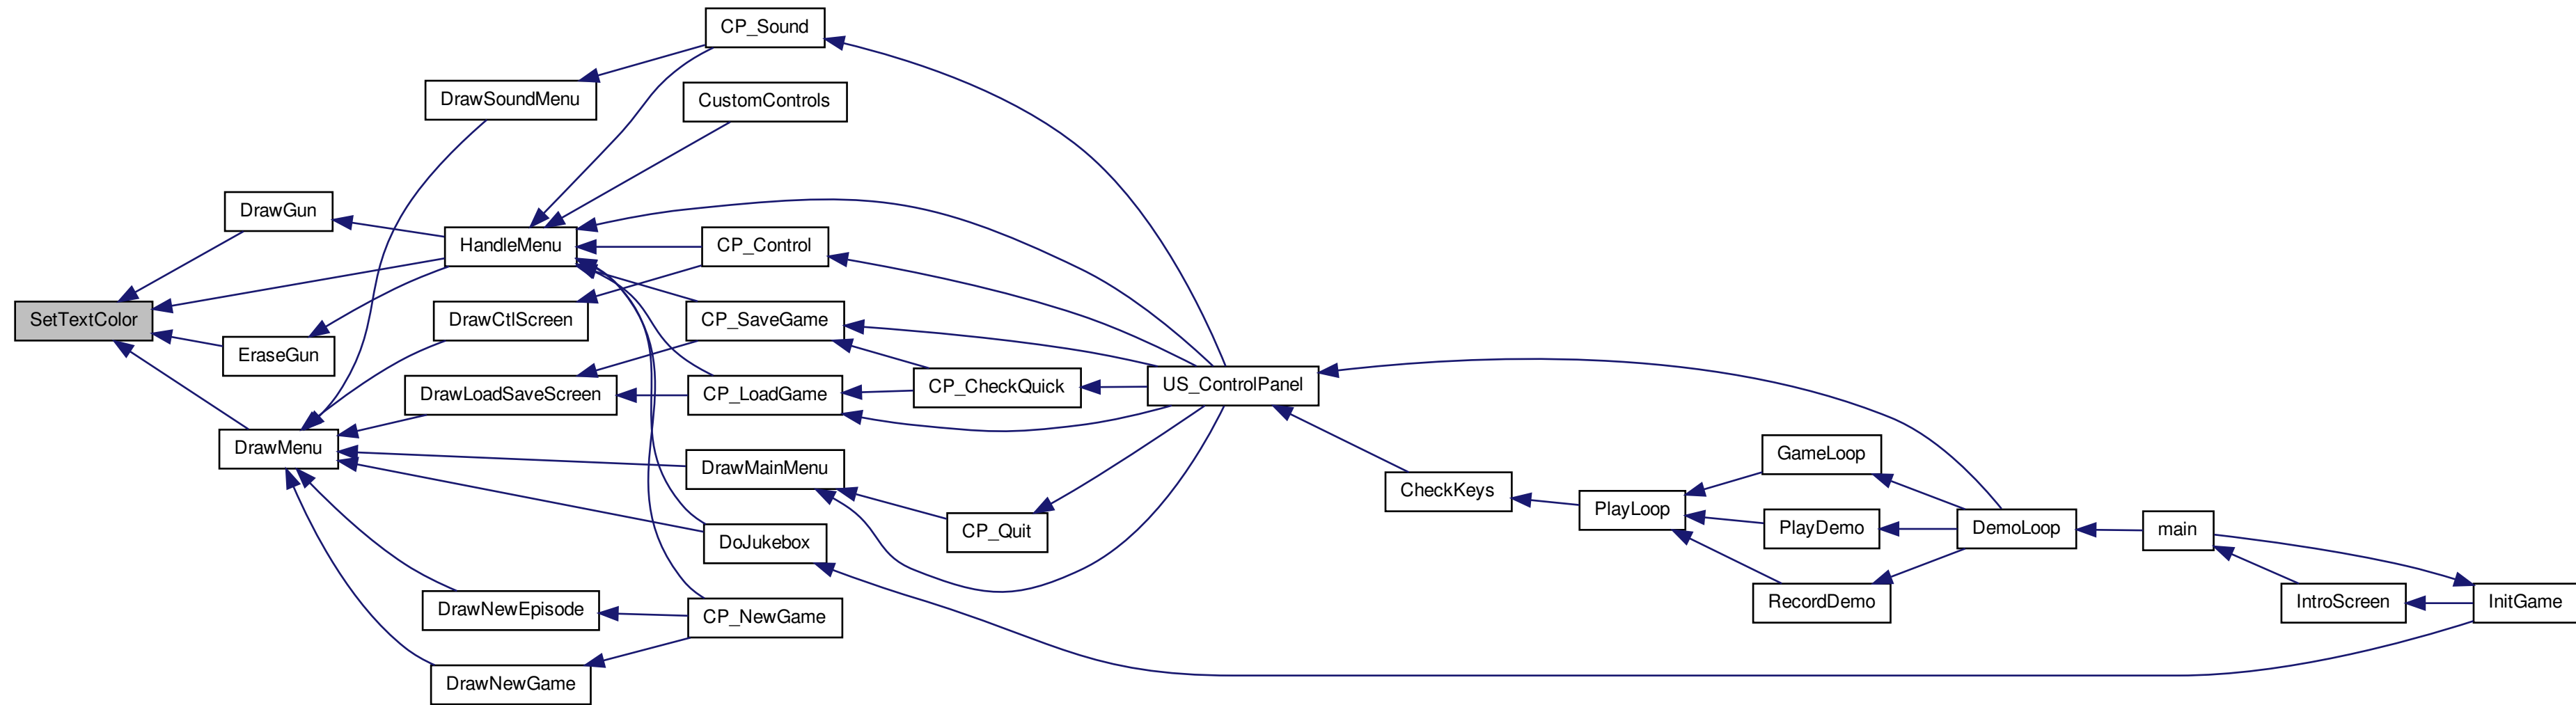 CP_Sound
DrawSoundMenu
CustomControls
DrawGun
HandleMenu
CP_Control
SetTextColor
DrawCtlScreen
CP_SaveGame
EraseGun
DrawLoadSaveScreen
CP_LoadGame
CP_CheckQuick
US_ControlPanel
DrawMenu
DrawMainMenu
GameLoop
CheckKeys
PlayLoop
DoJukebox
CP_Quit
PlayDemo
DemoLoop
main
DrawNewEpisode
CP_NewGame
RecordDemo
IntroScreen
InitGame
DrawNewGame